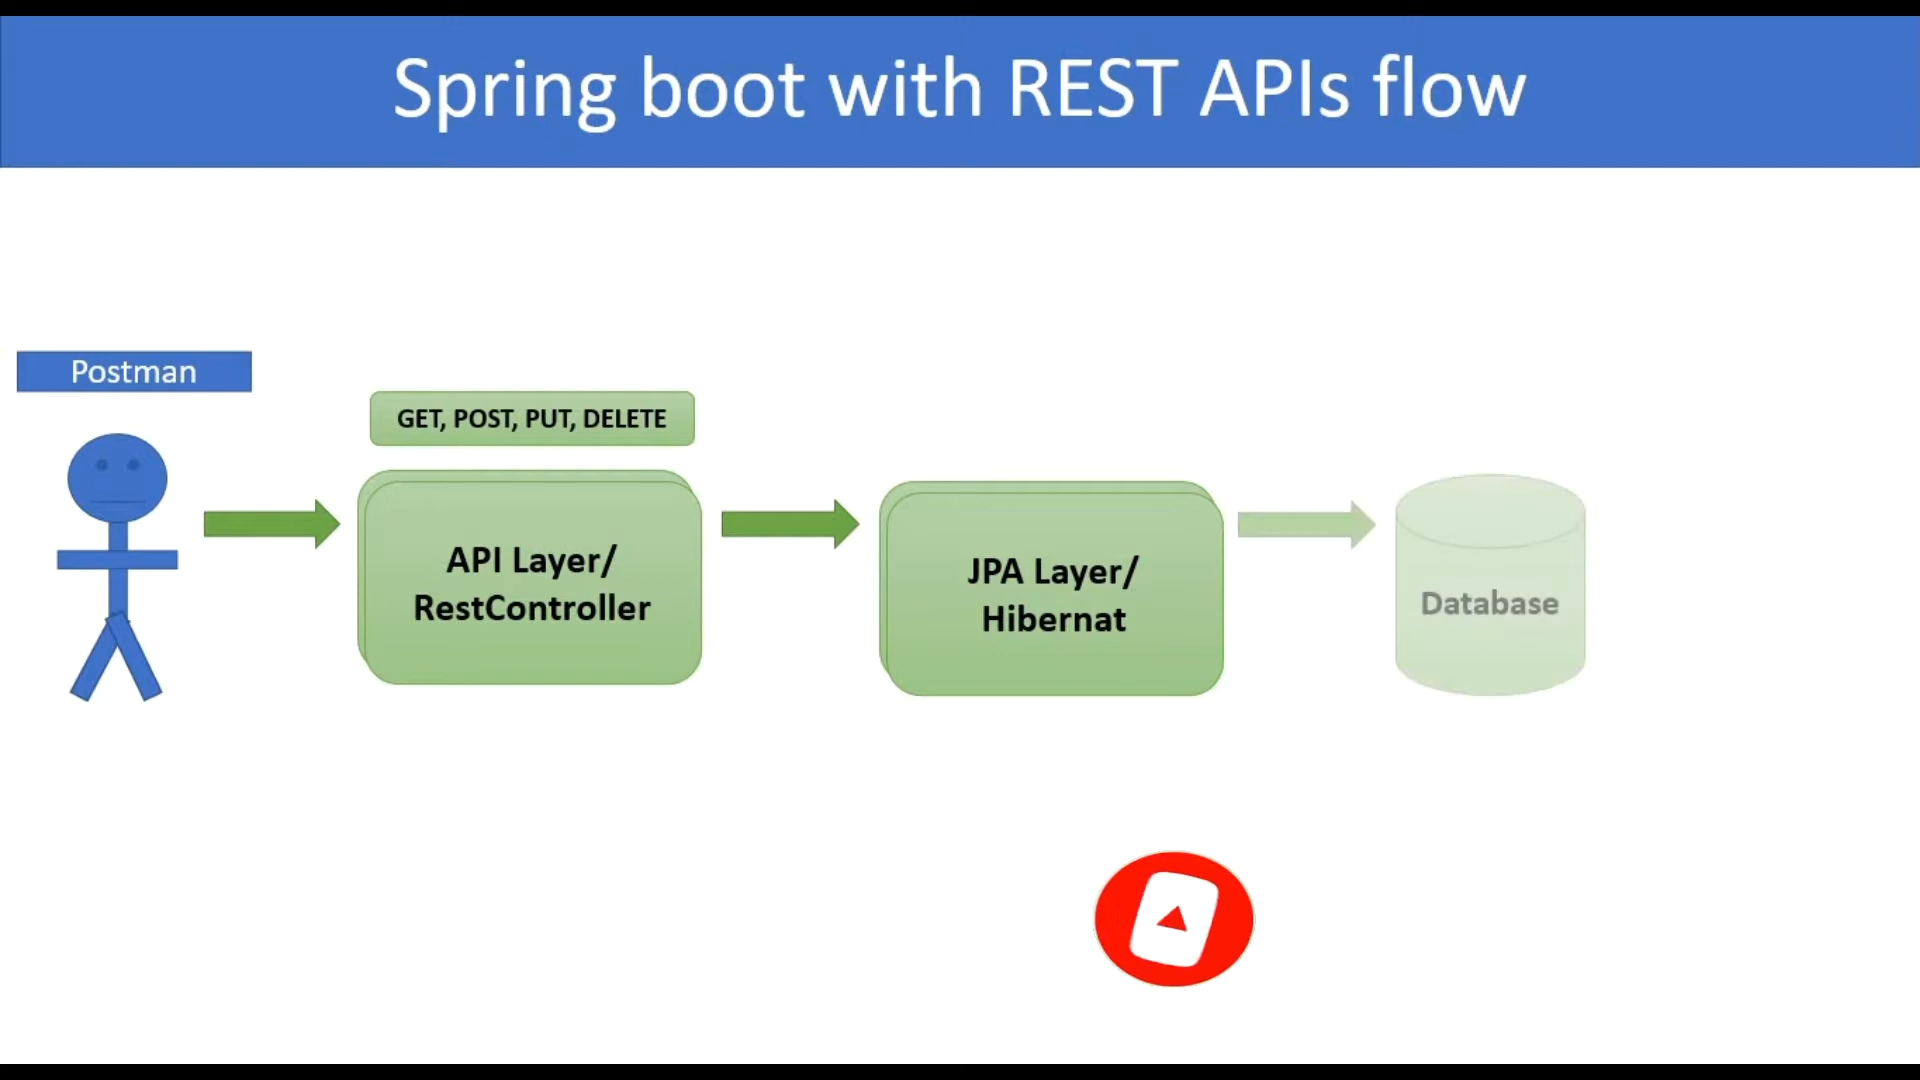 Spring boot with REST APIs flow
Postman
GET, POST, PUT, DELETE
API Layer/
RestController
JPA Layer/
Hibernat
Database